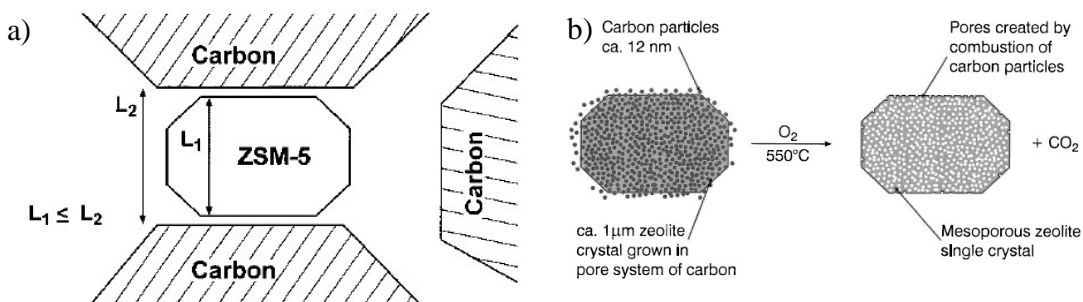 a)
Carbon
L2
L1
ZSM-5
Carbon
L1 ≤ L2
Carbon
b)
Carbon particles
ca. 12 nm
O2
550°C
ca. 1μm zeolite
crystal grown in
pore system of carbon
Pores created by
combustion of
carbon particles
+ CO2
Mesoporous zeolite
single crystal